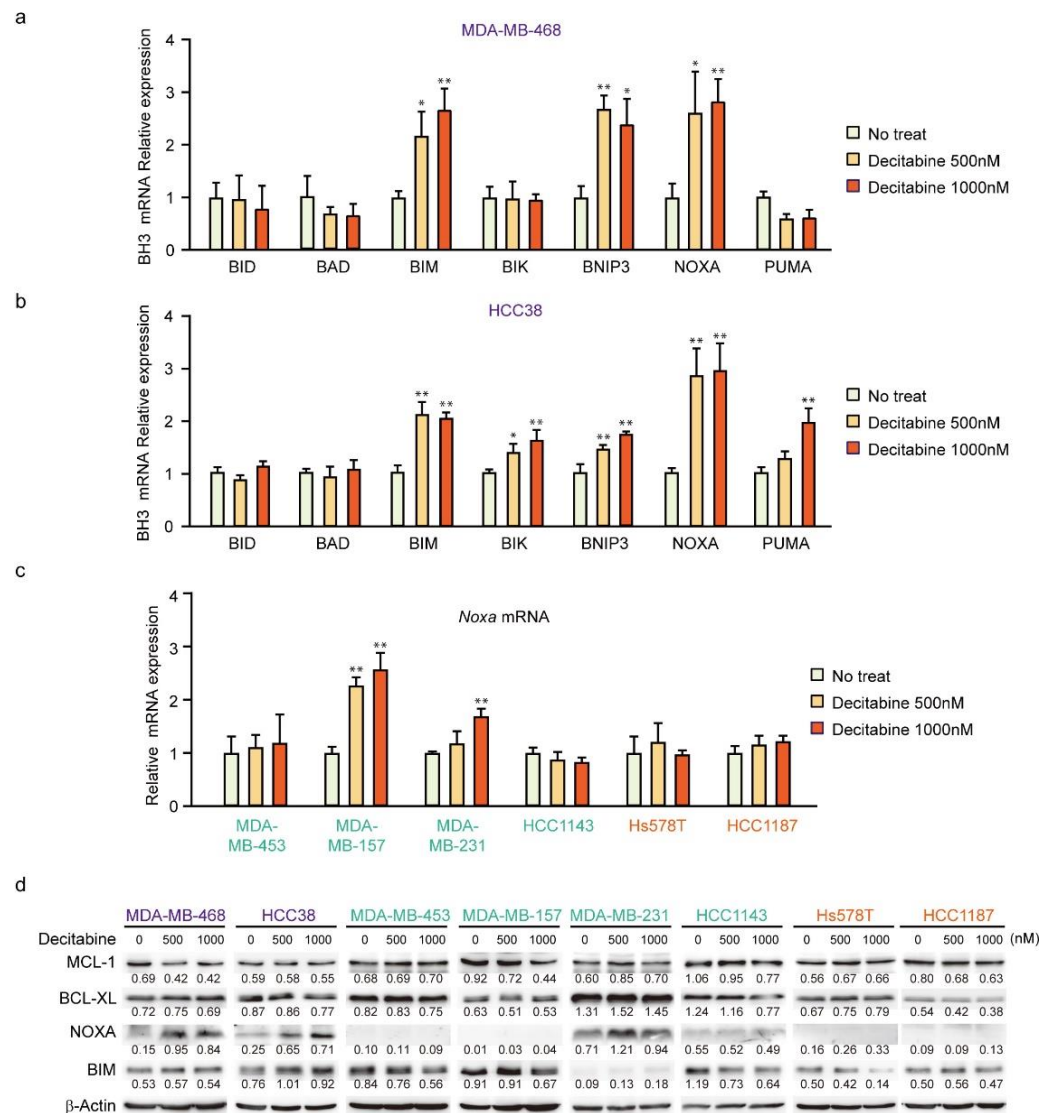 a
MDA-MB-468
BH3 mRNA Relative expression
4
3
2
1
0
* ** ** * * **
BID BAD BIM BIK BNIP3 NOXA PUMA
No treat
Decitabine 500nM
Decitabine 1000nM
b
HCC38
BH3 mRNA Relative expression
4
3
2
1
0
** ** * ** ** ** ** ** **
BID BAD BIM BIK BNIP3 NOXA PUMA
No treat
Decitabine 500nM
Decitabine 1000nM
c
Noxa mRNA
Relative mRNA expression
4
3
2
1
0
** ** **
MDA- MDA- MDA- HCC1143 Hs578T HCC1187
MB-453 MB-157 MB-231
No treat
Decitabine 500nM
Decitabine 1000nM
d
MDA-MB-468 HCC38 MDA-MB-453 MDA-MB-157 MDA-MB-231 HCC1143 Hs578T HCC1187
Decitabine 0 500 1000 0 500 1000 0 500 1000 0 500 1000 0 500 1000 0 500 1000 0 500 1000 0 500 1000 (nM)
MCL-1
0.69 0.42 0.42 0.59 0.58 0.55 0.68 0.69 0.70 0.92 0.72 0.44 0.60 0.85 0.70 1.06 0.95 0.77 0.56 0.67 0.66 0.80 0.68 0.63
BCL-XL
0.72 0.75 0.69 0.87 0.86 0.77 0.82 0.83 0.75 0.63 0.51 0.53 1.31 1.52 1.45 1.24 1.16 0.77 0.67 0.75 0.79 0.54 0.42 0.38
NOXA
0.15 0.95 0.84 0.25 0.65 0.71 0.10 0.11 0.09 0.01 0.03 0.04 0.71 1.21 0.94 0.55 0.52 0.49 0.16 0.26 0.33 0.09 0.09 0.13
BIM
0.53 0.57 0.54 0.76 1.01 0.92 0.84 0.76 0.56 0.91 0.91 0.67 0.09 0.13 0.18 1.19 0.73 0.64 0.50 0.42 0.14 0.50 0.56 0.47
β-Actin